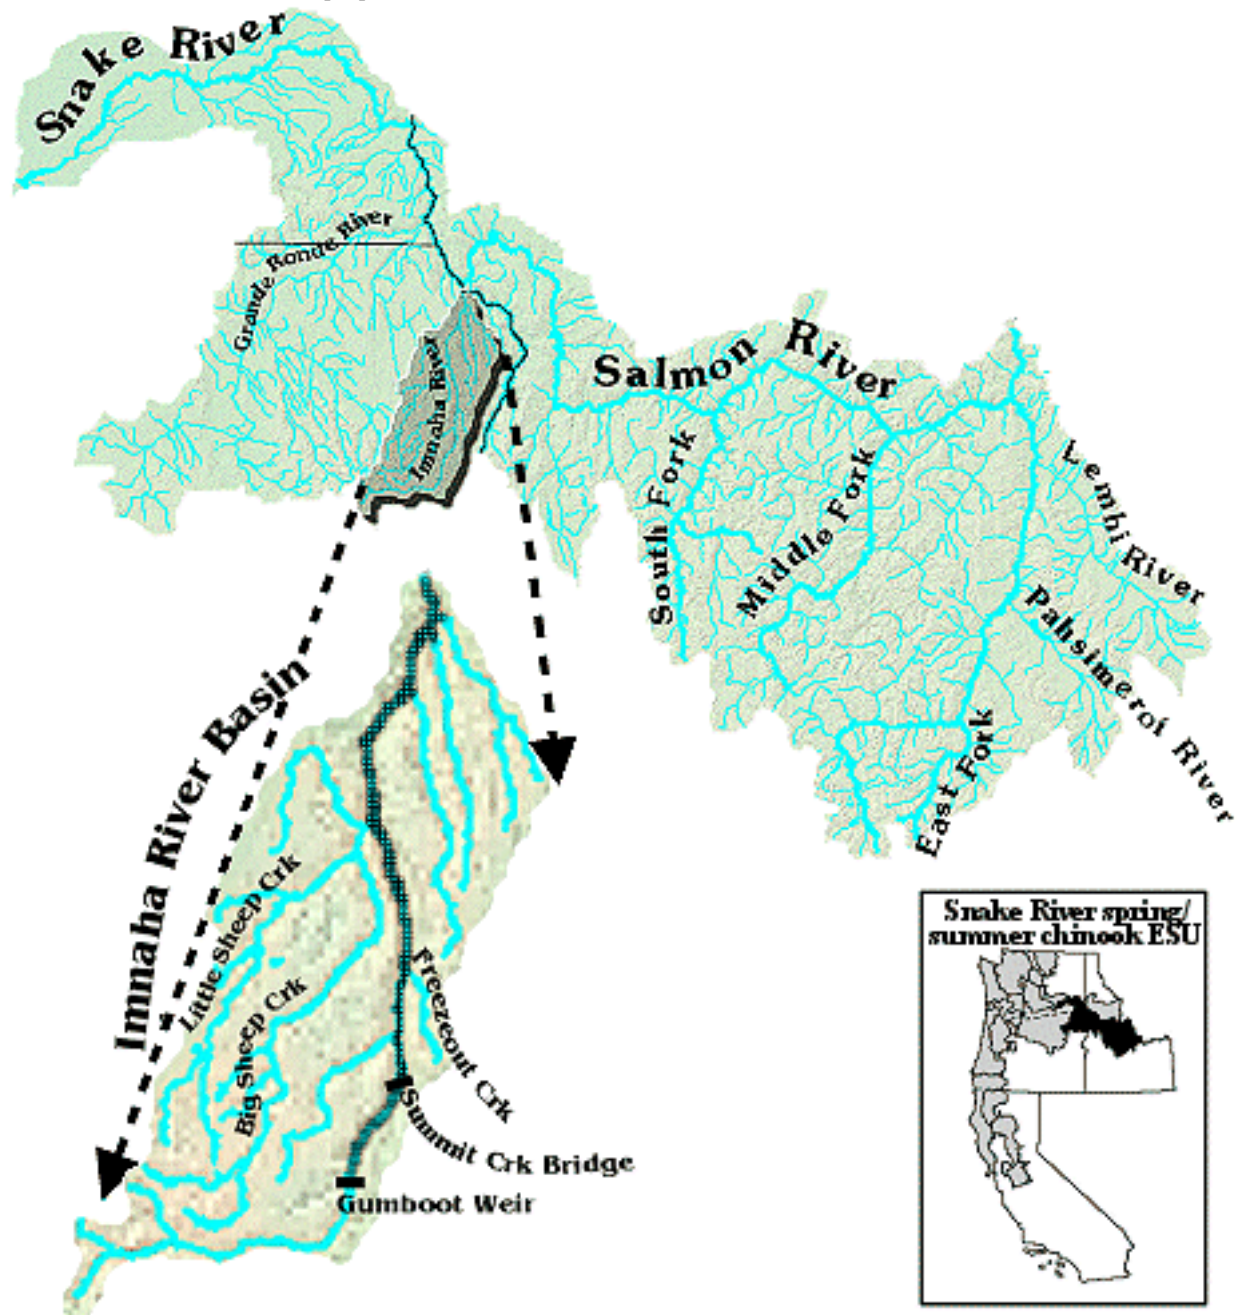 Snake River
Grande Ronde River
Imnaha River
Salmon River
South Fork
Middle Fork
Lemhi River
Pahsimeroi River
East Fork
Imnaha River Basin
Little Sheep Crk
Big Sheep Crk
Freezeout Crk
Summit Crk Bridge
Gumboot Weir
Snake River spring/
summer chinook ESU